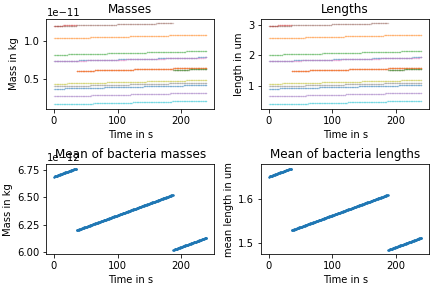 Masses
Lengths
1e−11
Mass in kg
1.0
0.5
0
100
200
Time in s
length in um
3
2
1
0
100
200
Time in s
Mean of bacteria masses
Mean of bacteria lengths
1e−12
Mass in kg
6.75
6.50
6.25
6.00
0
100
200
Time in s
mean length in um
1.6
1.5
0
100
200
Time in s